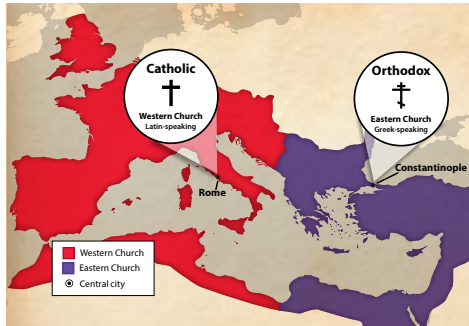 Catholic
Western Church
Latin-speaking
Orthodox
Eastern Church
Greek-speaking
Constantinople
Rome
Western Church
Eastern Church
Central city